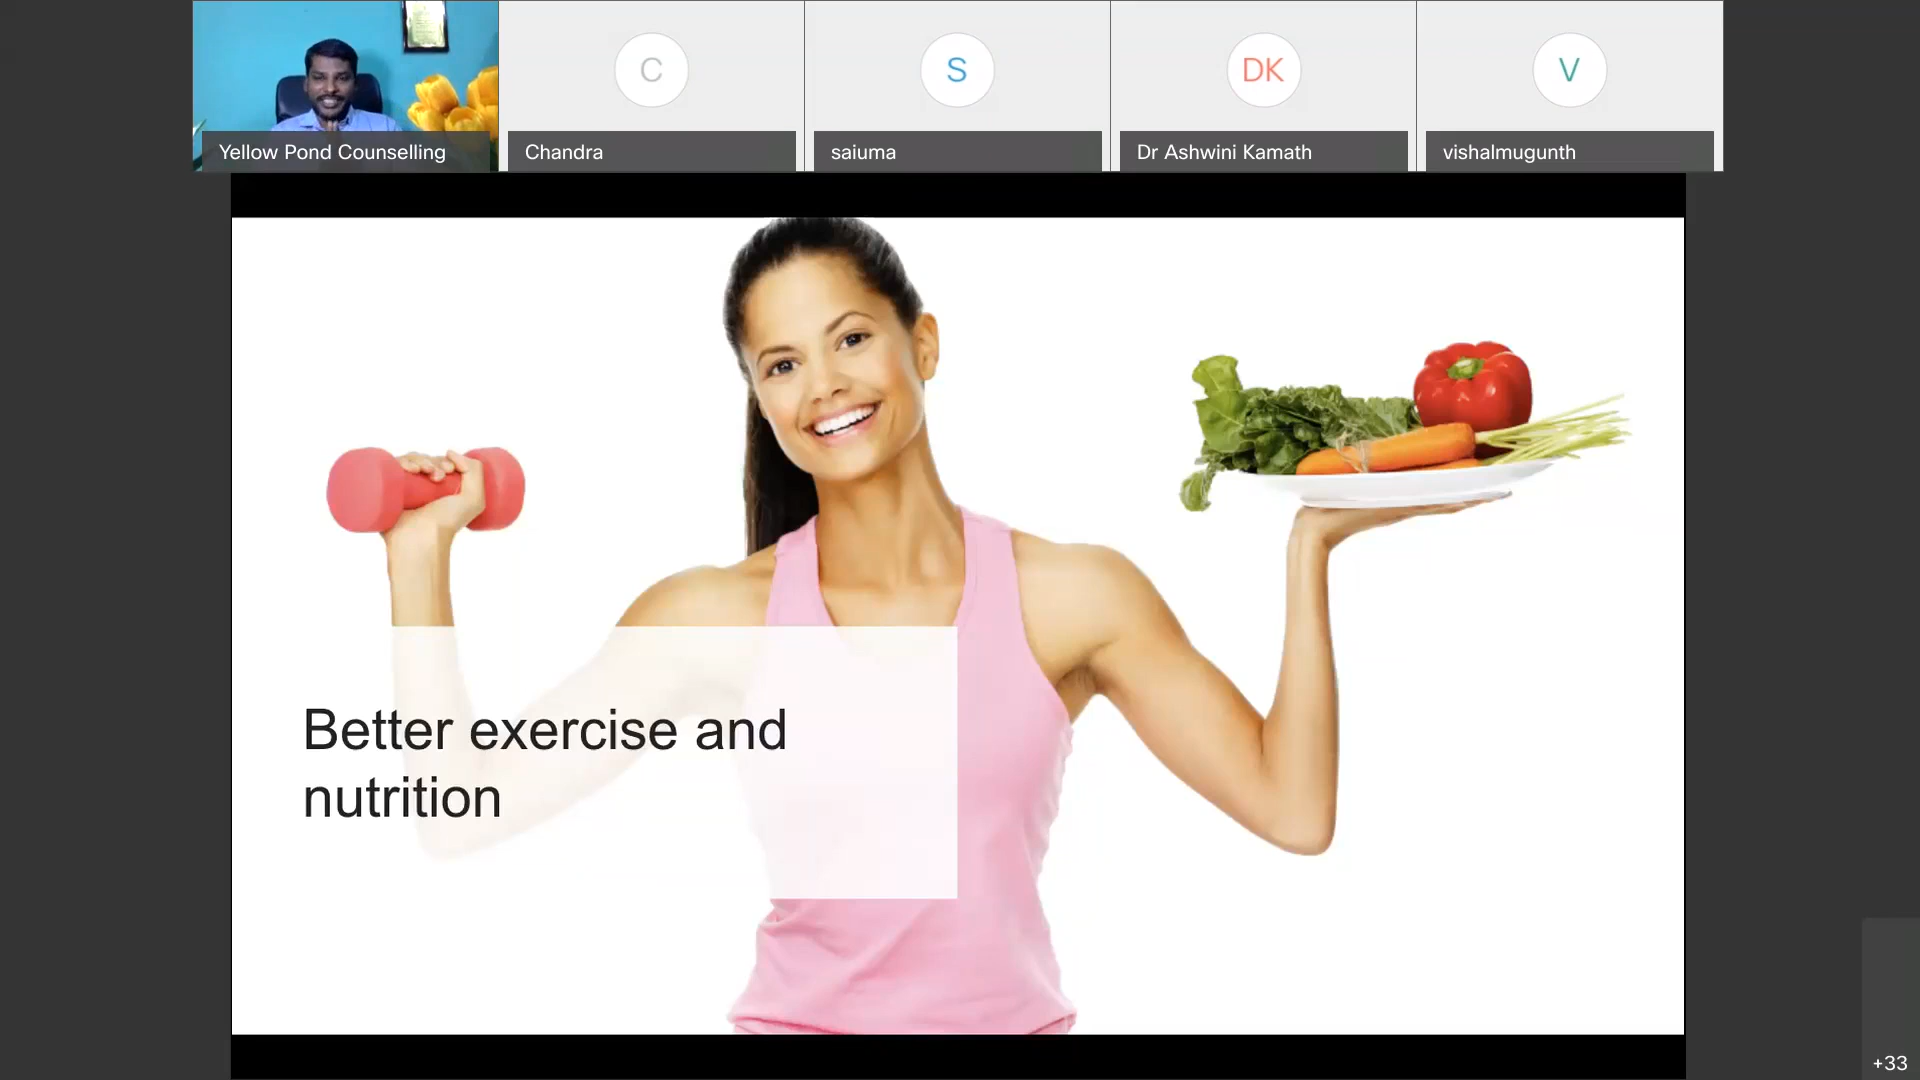 Yellow Pond Counselling
C
Chandra
S
saiuma
DK
Dr Ashwini Kamath
V
vishalmugunth
Better exercise and
nutrition
+33